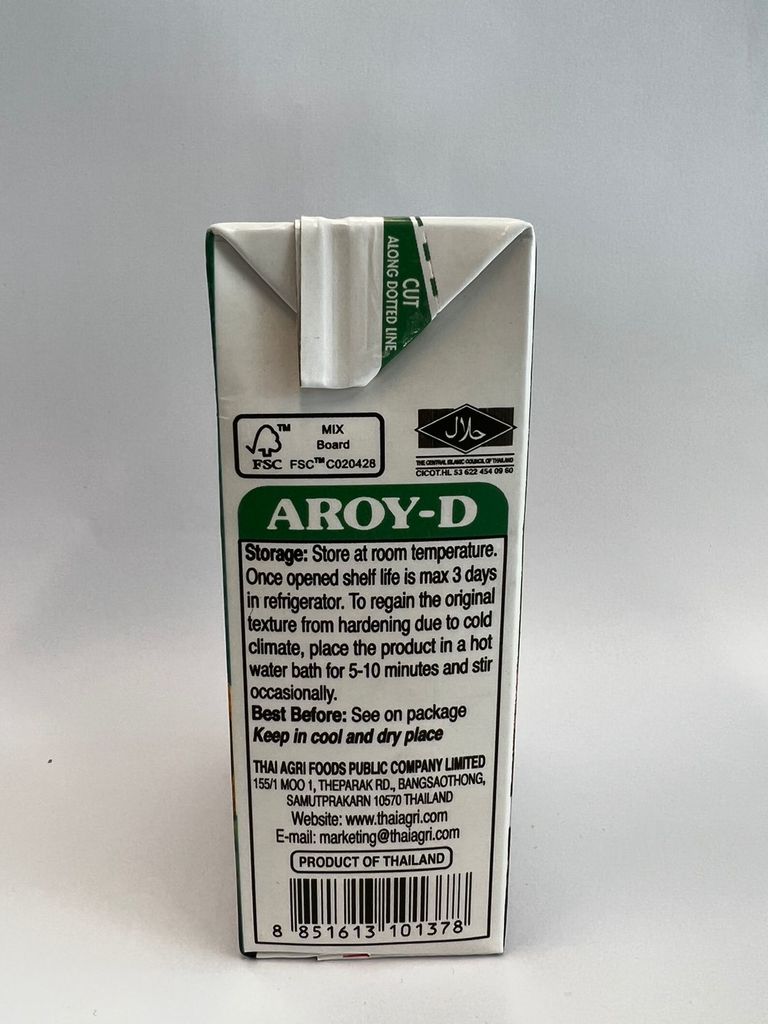 CUT
ALONG DOTTED LINE
FSC™
MIX
Board
FSC™ C020428
حلال
THE CENTRAL ISLAMIC COUNCIL OF THAILAND
CICOT.HL 53 622 454 09 60
AROY-D
Storage: Store at room temperature.
Once opened shelf life is max 3 days
in refrigerator. To regain the original
texture from hardening due to cold
climate, place the product in a hot
water bath for 5-10 minutes and stir
occasionally.
Best Before: See on package
Keep in cool and dry place
THAI AGRI FOODS PUBLIC COMPANY LIMITED
155/1 MOO 1, THEPARAK RD., BANGSAOTHONG,
SAMUTPRAKARN 10570 THAILAND
Website: www.thaiagri.com
E-mail: marketing@thaiagri.com
PRODUCT OF THAILAND
8 851613 101378